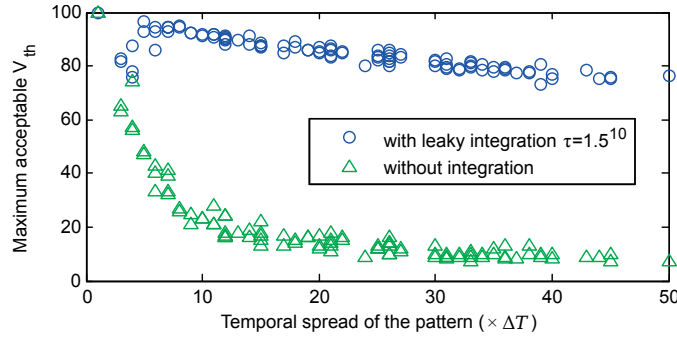 Maximum acceptable V_th
100
80
60
40
20
0
with leaky integration τ=1.5^10
without integration
0 10 20 30 40 50
Temporal spread of the pattern (× ΔT)